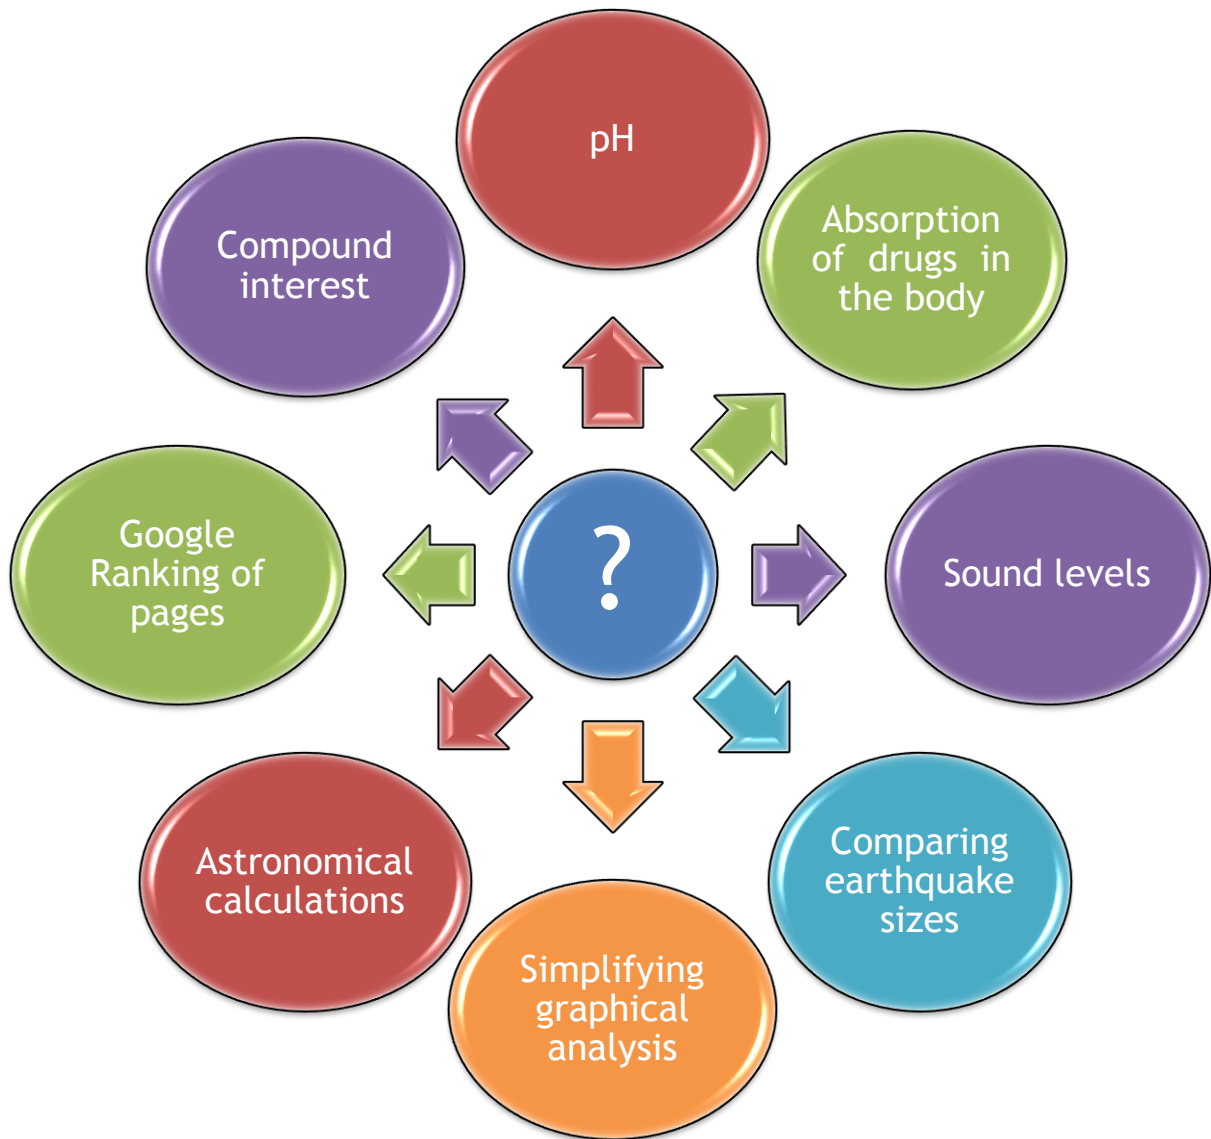 pH
Absorption
of drugs in
the body
Compound
interest
Google
Ranking of
pages
?
Sound levels
Astronomical
calculations
Comparing
earthquake
sizes
Simplifying
graphical
analysis